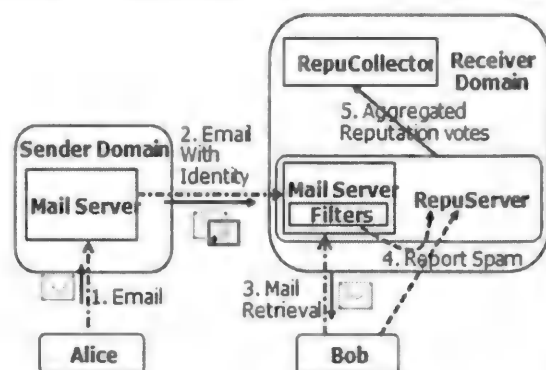 RepuCollector
Receiver
Domain
5. Aggregated
Reputation votes
2. Email
With
Identity
Sender Domain
Mail Server
Mail Server
Filters
RepuServer
4. Report Spam
1. Email
3. Mail
Retrieval
Alice
Bob